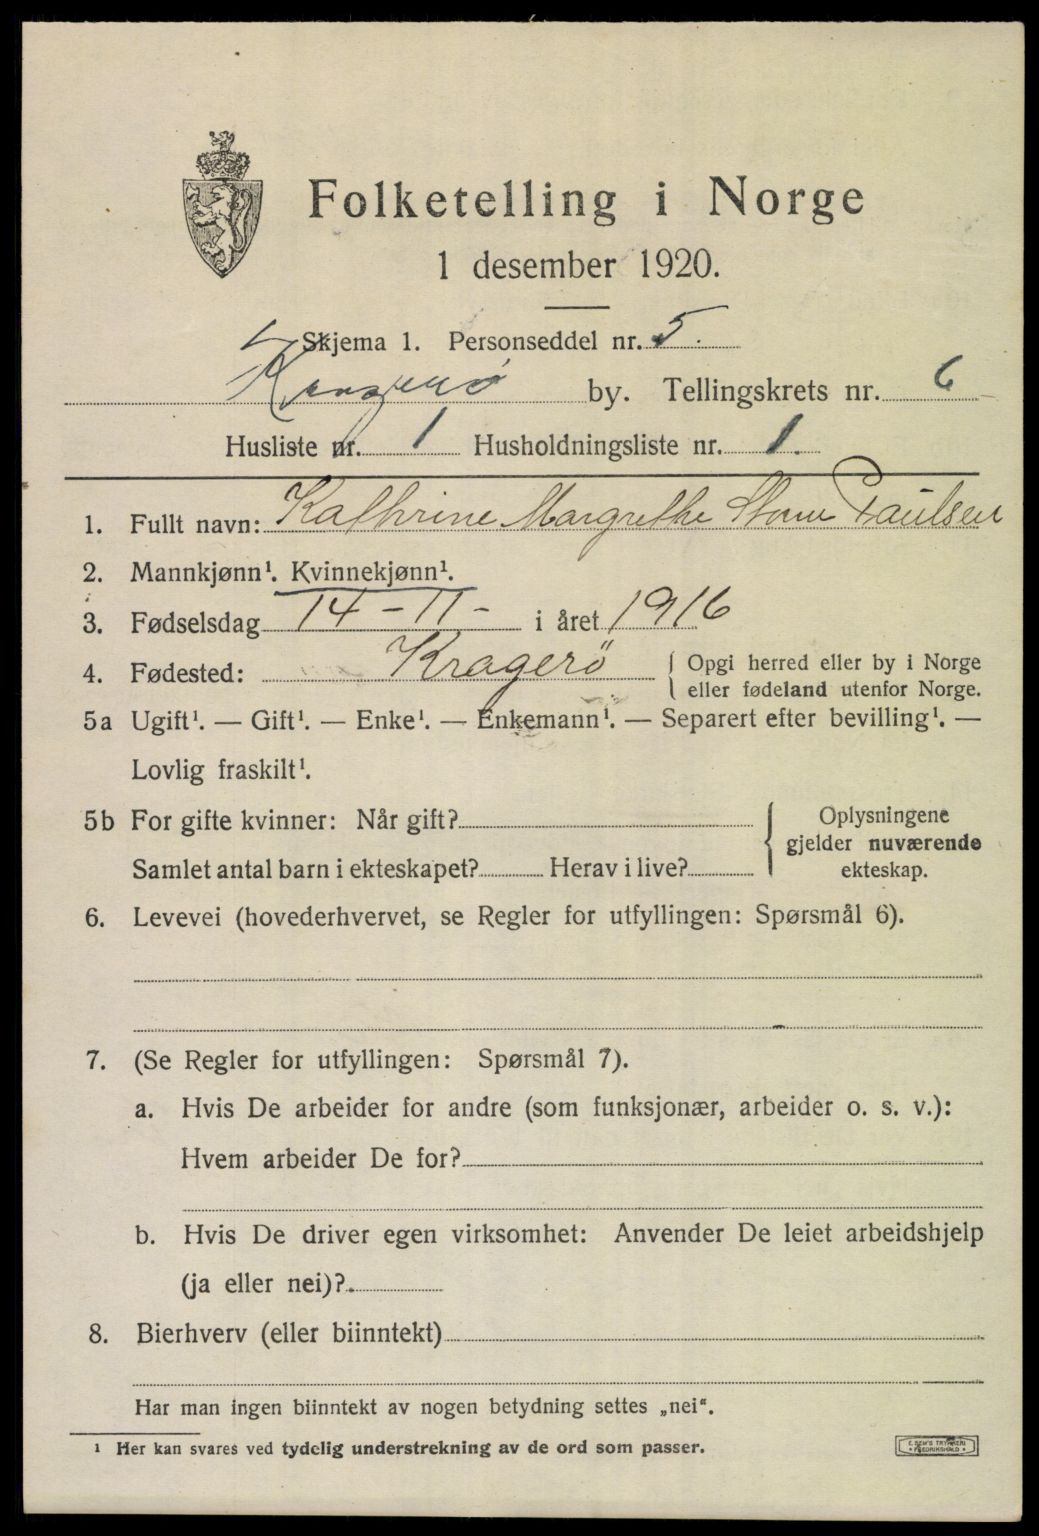 Folketelling i Norge
1 desember 1920.
Skjema 1. Personseddel nr. 5.
Kragerø by. Tellingskrets nr. 6
Husliste nr. 1 Husholdningsliste nr. 1.
1. Fullt navn: Kathrine Margrethe Paulsen
2. Mannkjønn¹. Kvinnekjønn¹.
3. Fødselsdag 14 - 11 - i året 1916
4. Fødested: Kragerö { Opgi herred eller by i Norge
eller fødeland utenfor Norge.
5a Ugift¹. — Gift¹. — Enke¹. — Enkemann¹. — Separert efter bevilling¹. —
Lovlig fraskilt¹.
5b For gifte kvinner: Når gift? { Oplysningene
gjelder nuværende
Samlet antal barn i ekteskapet? Herav i live? ekteskap.
6. Levevei (hovederhvervet, se Regler for utfyllingen: Spørsmål 6).
7. (Se Regler for utfyllingen: Spørsmål 7).
a. Hvis De arbeider for andre (som funksjonær, arbeider o. s. v.):
Hvem arbeider De for?
b. Hvis De driver egen virksomhet: Anvender De leiet arbeidshjelp
(ja eller nei)?
8. Bierhverv (eller biinntekt)
Har man ingen biinntekt av nogen betydning settes „nei“.
¹ Her kan svares ved tydelig understrekning av de ord som passer.